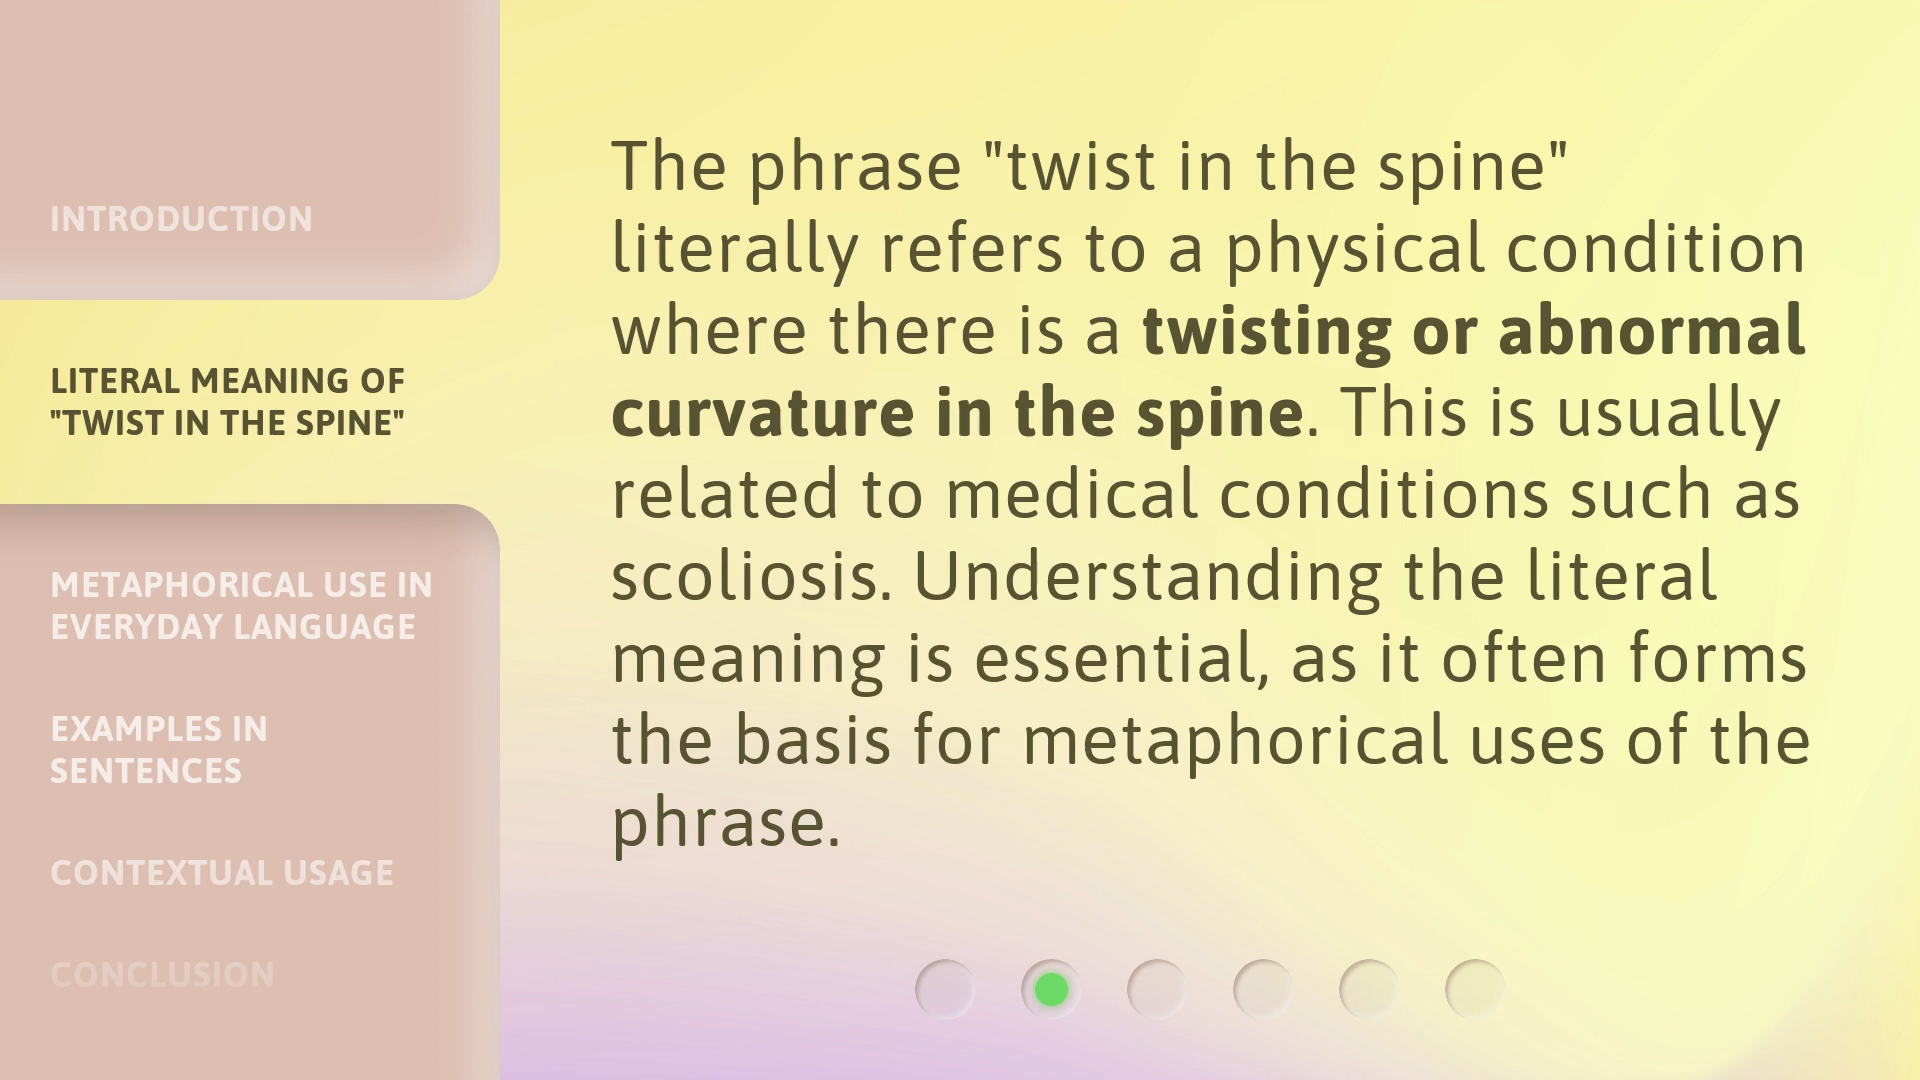 INTRODUCTION
LITERAL MEANING OF
"TWIST IN THE SPINE"
METAPHORICAL USE IN
EVERYDAY LANGUAGE
EXAMPLES IN
SENTENCES
CONTEXTUAL USAGE
CONCLUSION
The phrase "twist in the spine"
literally refers to a physical condition
where there is a twisting or abnormal
curvature in the spine. This is usually
related to medical conditions such as
scoliosis. Understanding the literal
meaning is essential, as it often forms
the basis for metaphorical uses of the
phrase.